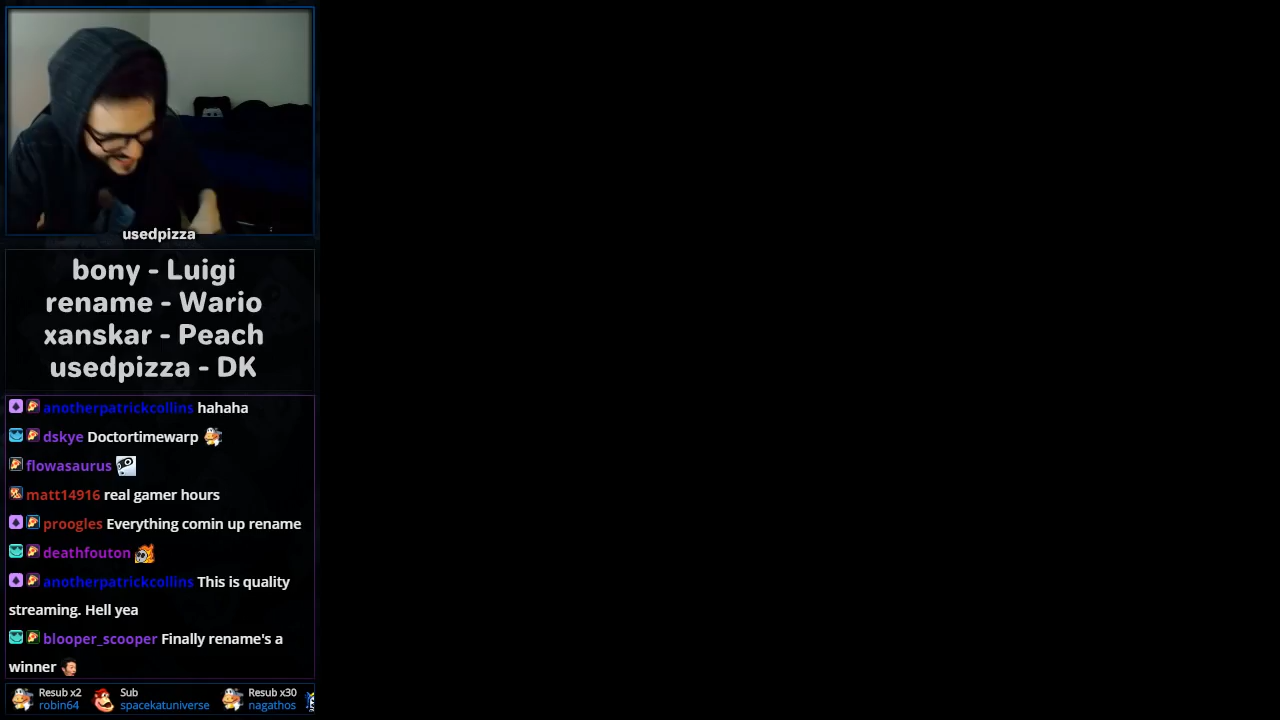 usedpizza
bony - Luigi
rename - Wario
xanskar - Peach
usedpizza - DK
anotherpatrickcollins hahaha
dskye Doctortimewarp
flowasaurus
matt14916 real gamer hours
proogles Everything comin up rename
deathfouton
anotherpatrickcollins This is quality
streaming. Hell yea
blooper_scooper Finally rename's a
winner
Resub x2
robin64
Sub
spacekatuniverse
Resub x30
nagathos